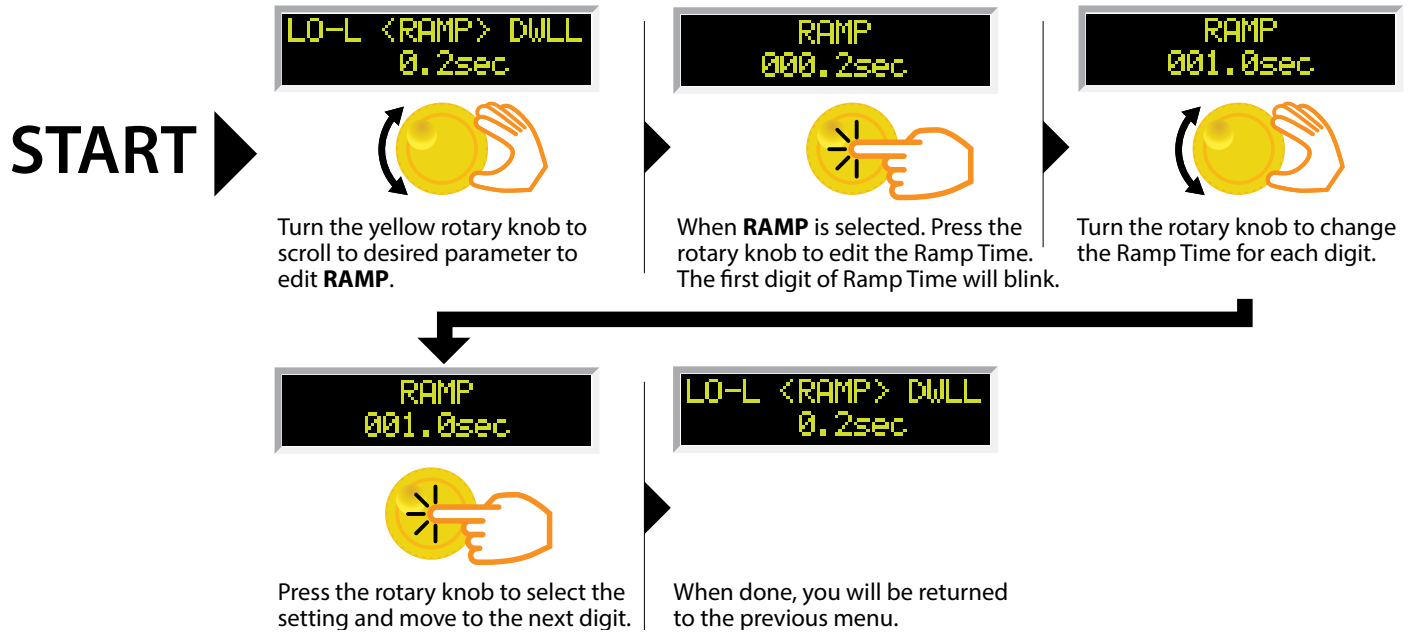 START
LO-L <RAMP> DWLL
0.2sec
Turn the yellow rotary knob to
scroll to desired parameter to
edit RAMP.
RAMP
000.2sec
When RAMP is selected. Press the
rotary knob to edit the Ramp Time.
The first digit of Ramp Time will blink.
RAMP
001.0sec
Turn the rotary knob to change
the Ramp Time for each digit.
RAMP
001.0sec
Press the rotary knob to select the
setting and move to the next digit.
LO-L <RAMP> DWLL
0.2sec
When done, you will be returned
to the previous menu.